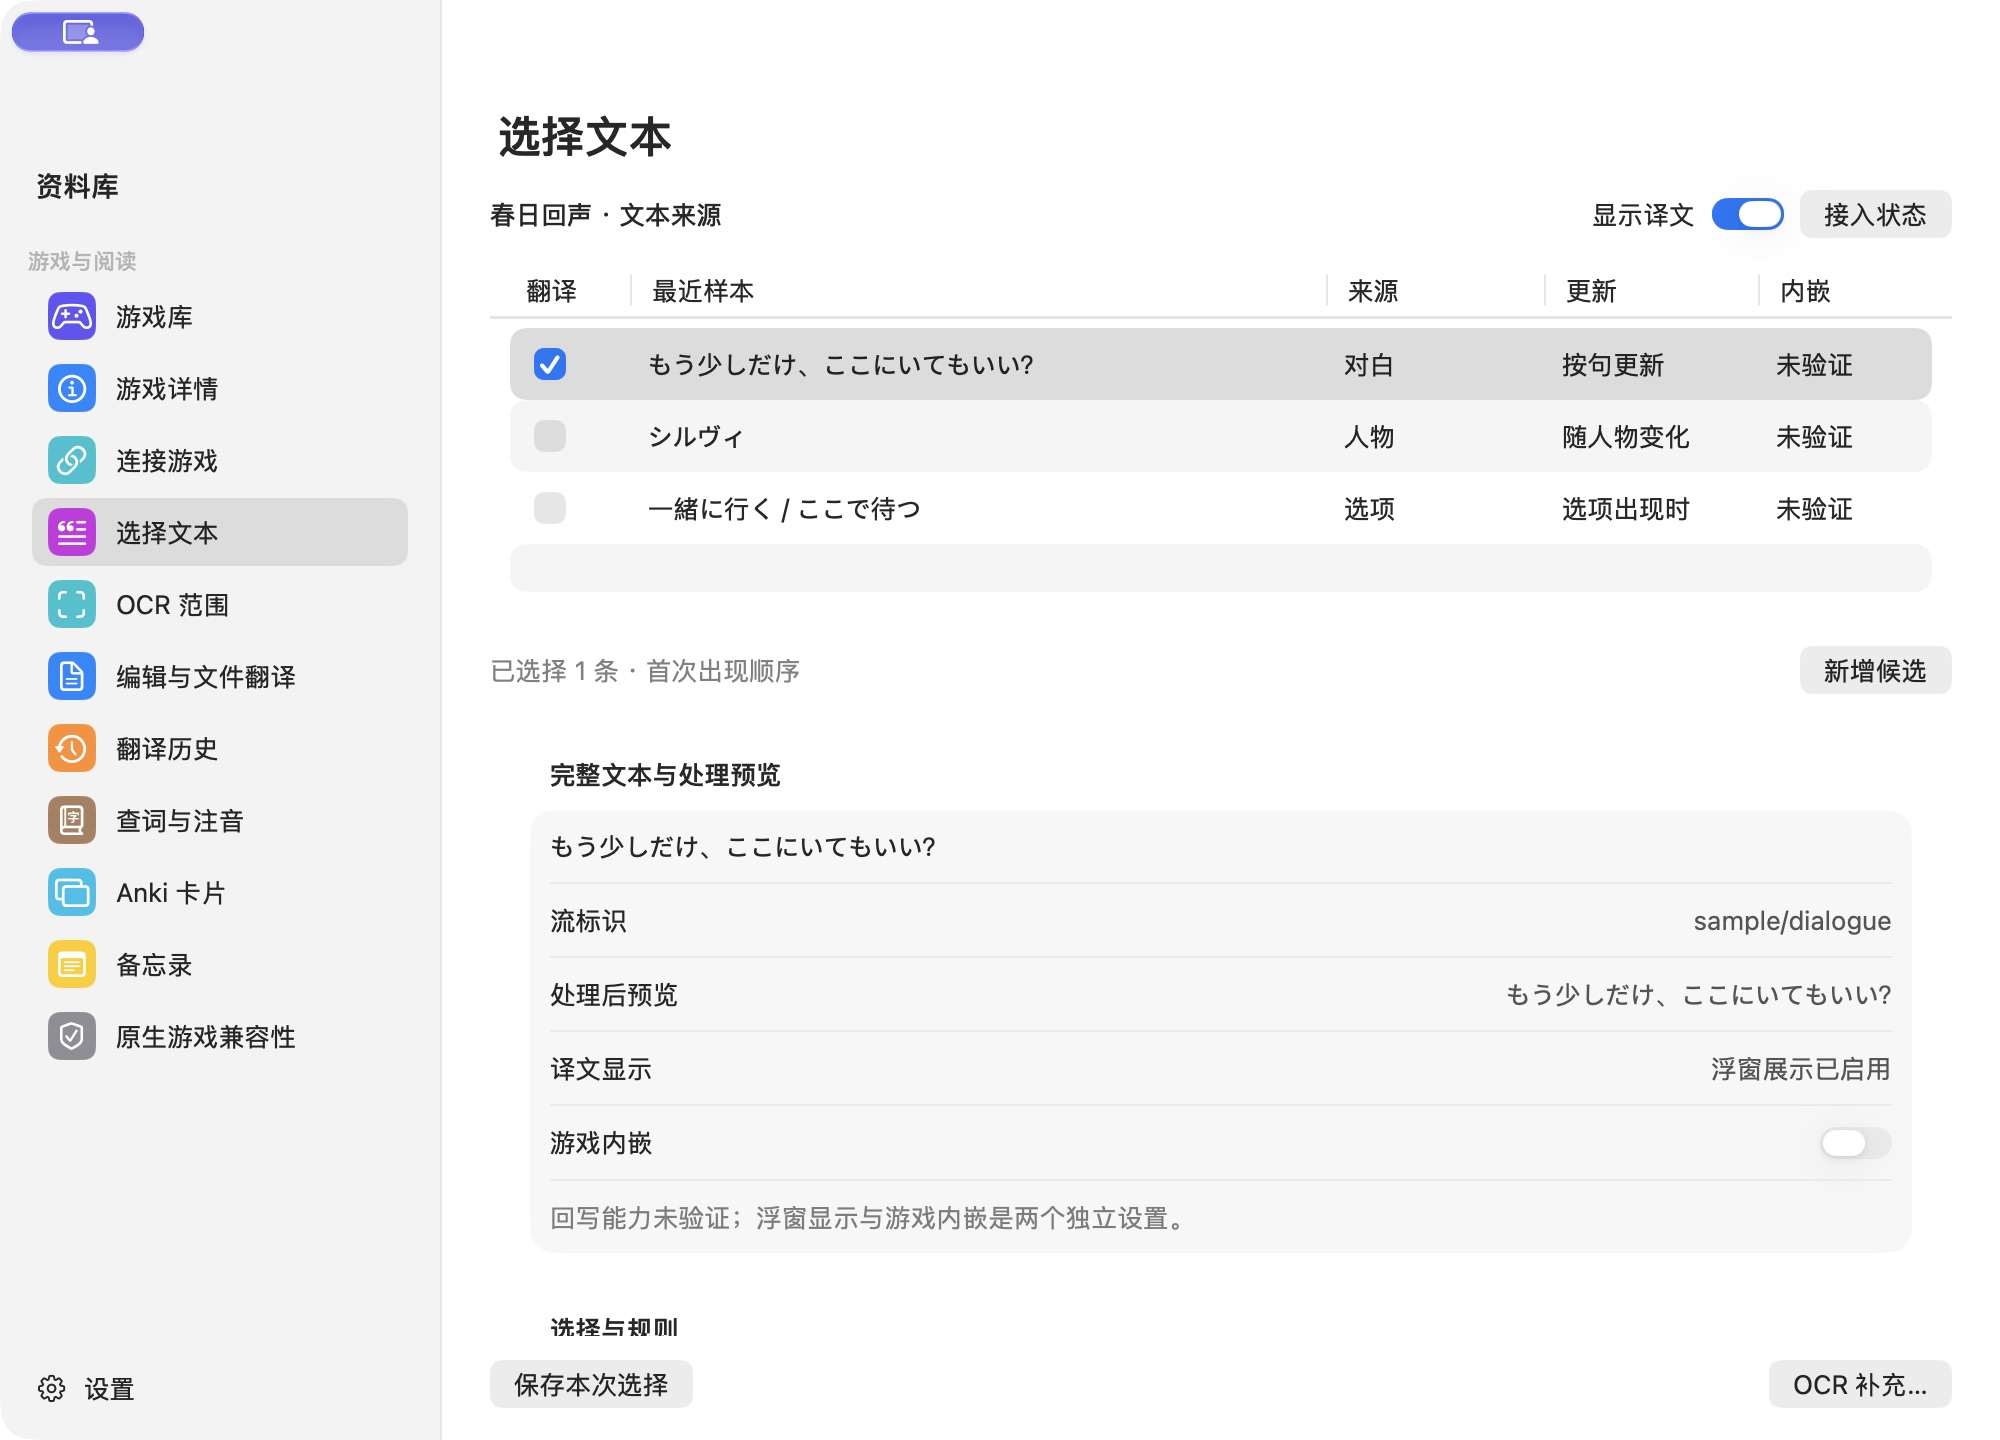 资料库
游戏与阅读
游戏库
游戏详情
连接游戏
选择文本
OCR 范围
编辑与文件翻译
翻译历史
查词与注音
Anki 卡片
备忘录
原生游戏兼容性
设置
选择文本
春日回声 · 文本来源
显示译文
接入状态
翻译 最近样本 来源 更新 内嵌
もう少しだけ、ここにいてもいい? 对白 按句更新 未验证
シルヴィ 人物 随人物变化 未验证
一緒に行く / ここで待つ 选项 选项出现时 未验证
已选择 1 条 · 首次出现顺序
新增候选
完整文本与处理预览
もう少しだけ、ここにいてもいい?
流标识 sample/dialogue
处理后预览 もう少しだけ、ここにいてもいい?
译文显示 浮窗展示已启用
游戏内嵌
回写能力未验证；浮窗显示与游戏内嵌是两个独立设置。
选择与规则
保存本次选择
OCR 补充...